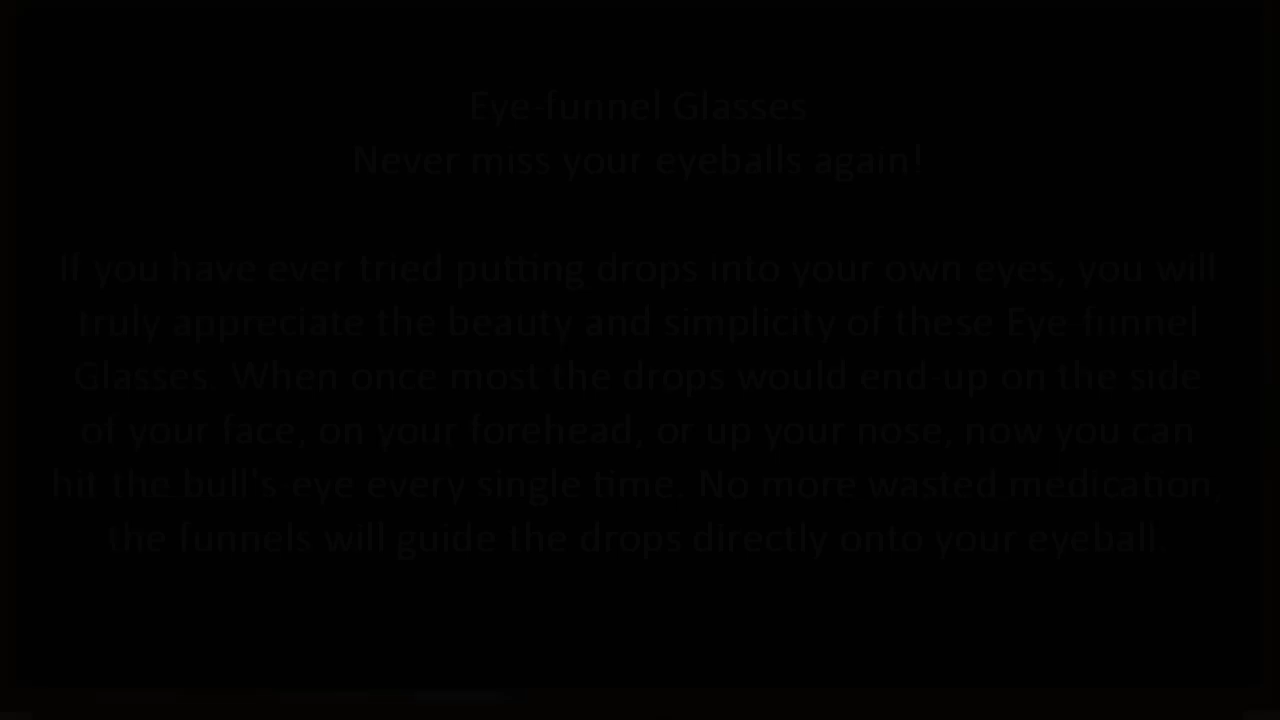 Eye-funnel Glasses
Never miss your eyeballs again!
If you have ever tried putting drops into your own eyes, you will
truly appreciate the beauty and simplicity of these Eye-funnel
Glasses. When once most the drops would end-up on the side
of your face, on your forehead, or up your nose, now you can
hit the bull's-eye every single time. No more wasted medication,
the funnels will guide the drops directly onto your eyeball.